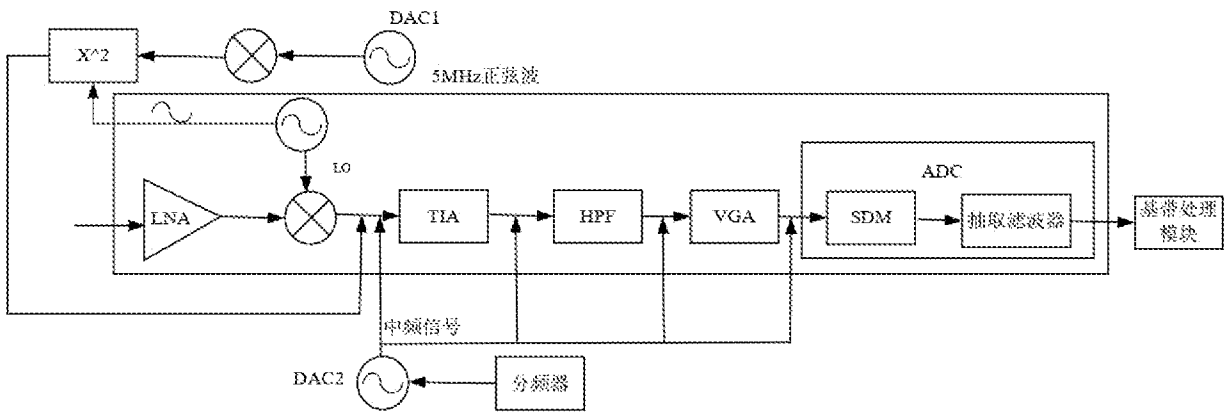 DAC1
X^2
5MHz正弦波
LO
ADC
LNA
TIA
HPF
VGA
SDM
抽取滤波器
基带处理
模块
中频信号
DAC2
分频器